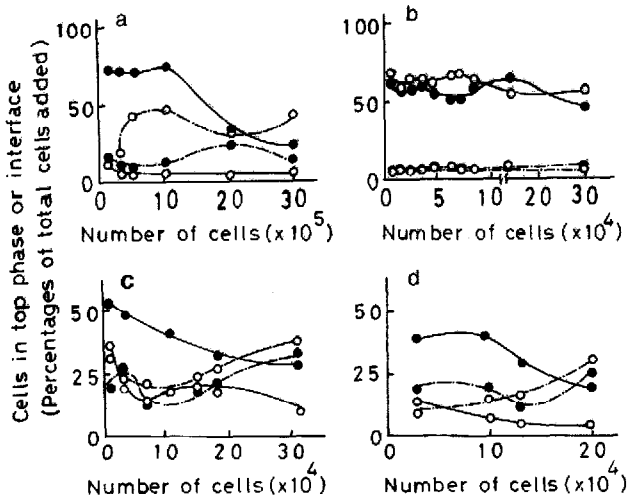 Cells in top phase or interface
(Percentages of total cells added)
a
100
50
0
0 10 20 30
Number of cells (x10⁵)
b
100
50
0
0 10 20 30
Number of cells (x10⁴)
c
50
25
0
0 10 20 30
Number of cells (x10⁴)
d
50
25
0
0 10 20
Number of cells (x10⁴)